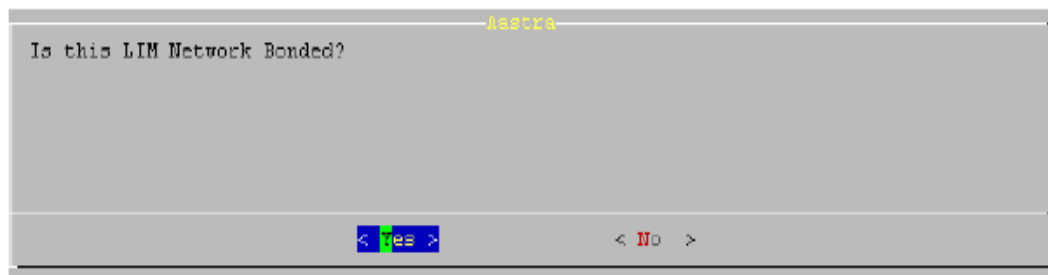 Aastra
Is this LIM Network Bonded?
< Yes > < No >